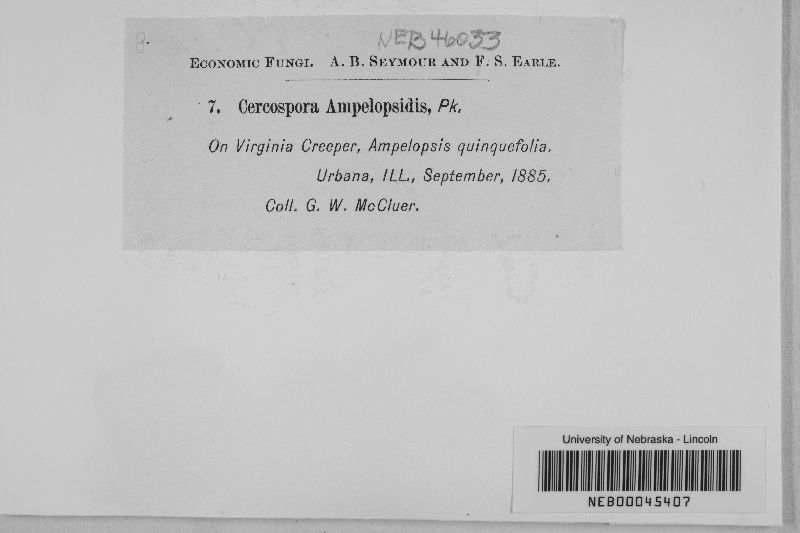 NEB 46033
ECONOMIC FUNGI. A. B. SEYMOUR AND F. S. EARLE.
7. Cercospora Ampelopsidis, Pk.
On Virginia Creeper, Ampelopsis quinquefolia.
Urbana, ILL., September, 1885.
Coll. G. W. McCluer.
University of Nebraska - Lincoln
NEB00045407